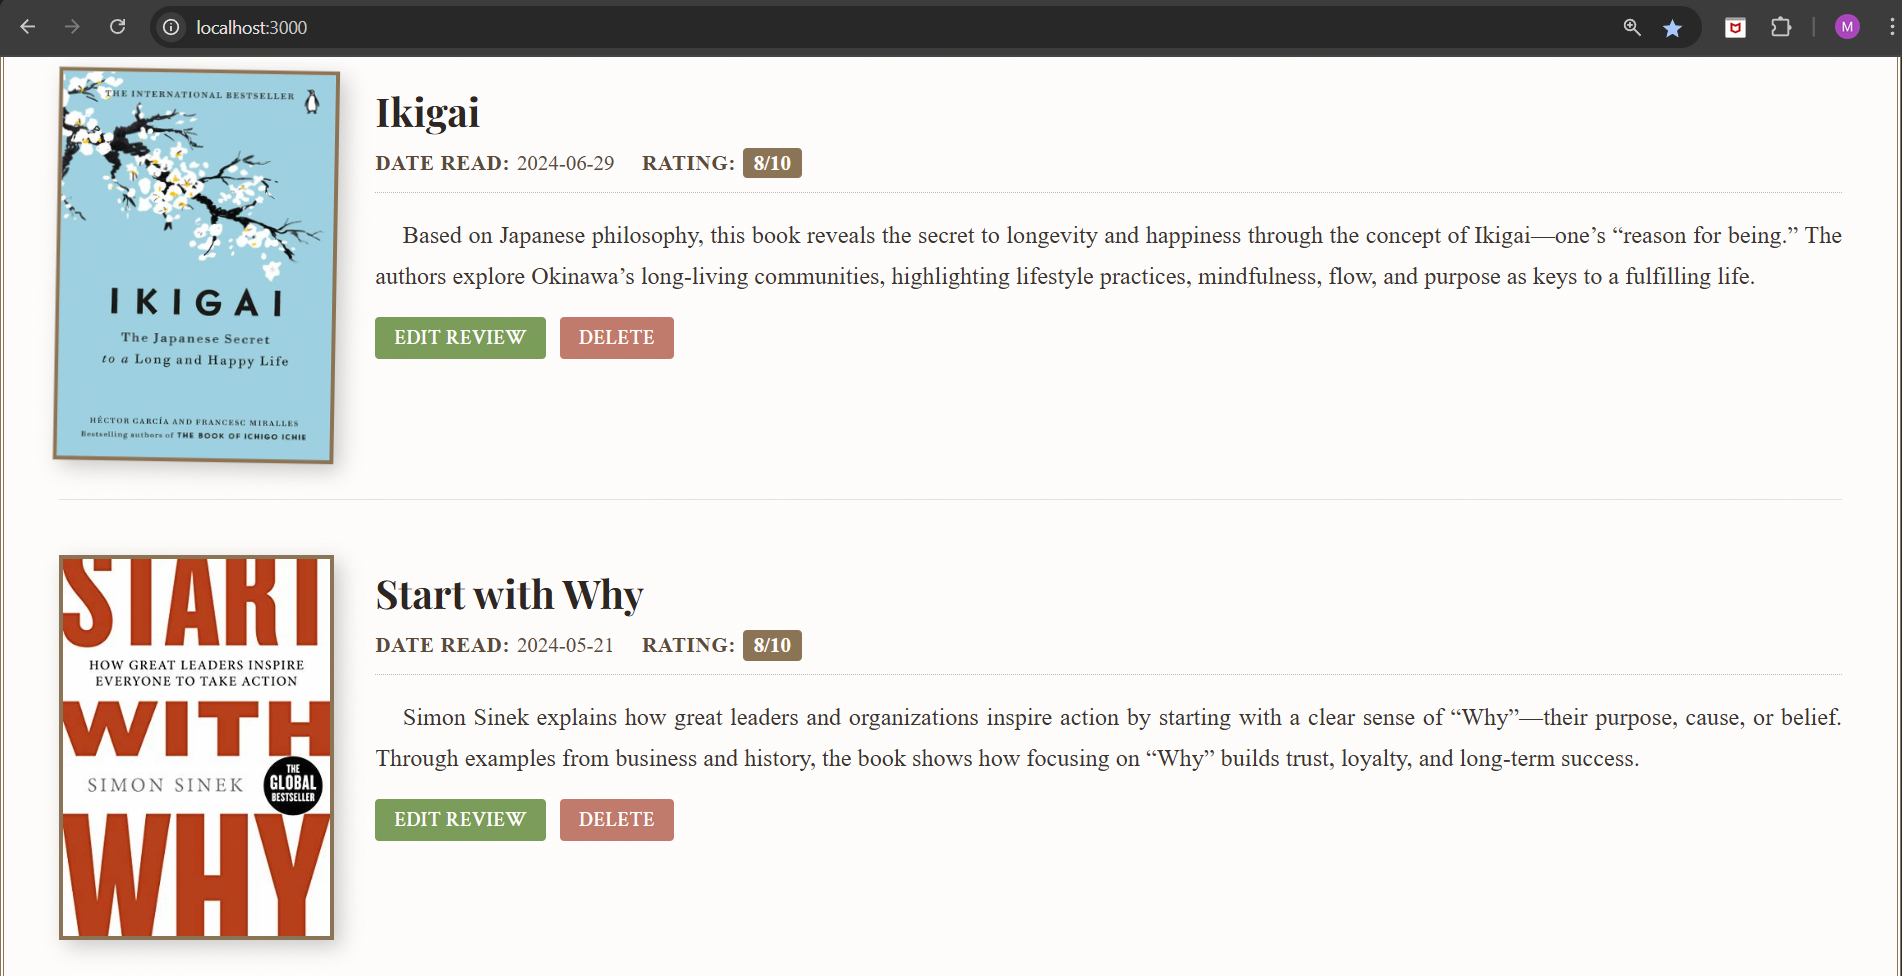 localhost:3000
M
THE INTERNATIONAL BESTSELLER
IKIGAI
The Japanese Secret
to a Long and Happy Life
HÉCTOR GARCÍA AND FRANCESC MIRALLES
Bestselling authors of THE BOOK OF ICHIGO ICHIE
Ikigai
DATE READ: 2024-06-29 RATING: 8/10
Based on Japanese philosophy, this book reveals the secret to longevity and happiness through the concept of Ikigai—one’s “reason for being.” The
authors explore Okinawa’s long-living communities, highlighting lifestyle practices, mindfulness, flow, and purpose as keys to a fulfilling life.
EDIT REVIEW DELETE
START
HOW GREAT LEADERS INSPIRE
EVERYONE TO TAKE ACTION
WITH
SIMON SINEK
THE
GLOBAL
BESTSELLER
WHY
Start with Why
DATE READ: 2024-05-21 RATING: 8/10
Simon Sinek explains how great leaders and organizations inspire action by starting with a clear sense of “Why”—their purpose, cause, or belief.
Through examples from business and history, the book shows how focusing on “Why” builds trust, loyalty, and long-term success.
EDIT REVIEW DELETE